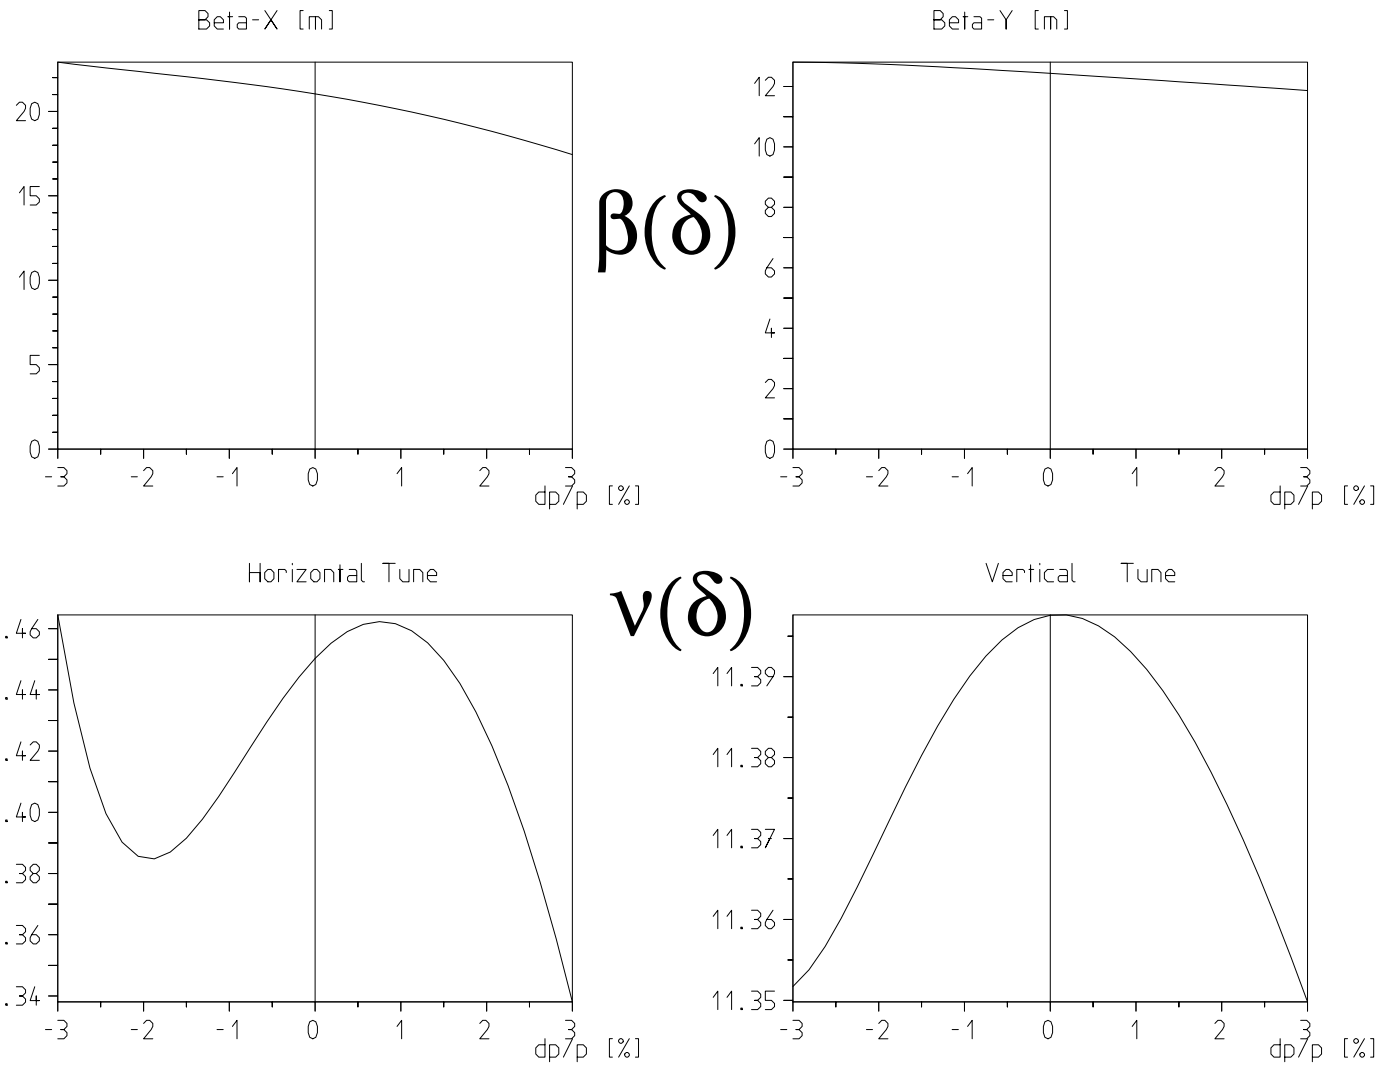 Beta-X [m]
20
15
10
5
0
-3 -2 -1 0 1 2 3
dp/p [%]
β(δ)
Beta-Y [m]
12
10
8
6
4
2
0
-3 -2 -1 0 1 2 3
dp/p [%]
Horizontal Tune
.46
.44
.42
.40
.38
.36
.34
-3 -2 -1 0 1 2 3
dp/p [%]
ν(δ)
Vertical Tune
11.39
11.38
11.37
11.36
11.35
-3 -2 -1 0 1 2 3
dp/p [%]